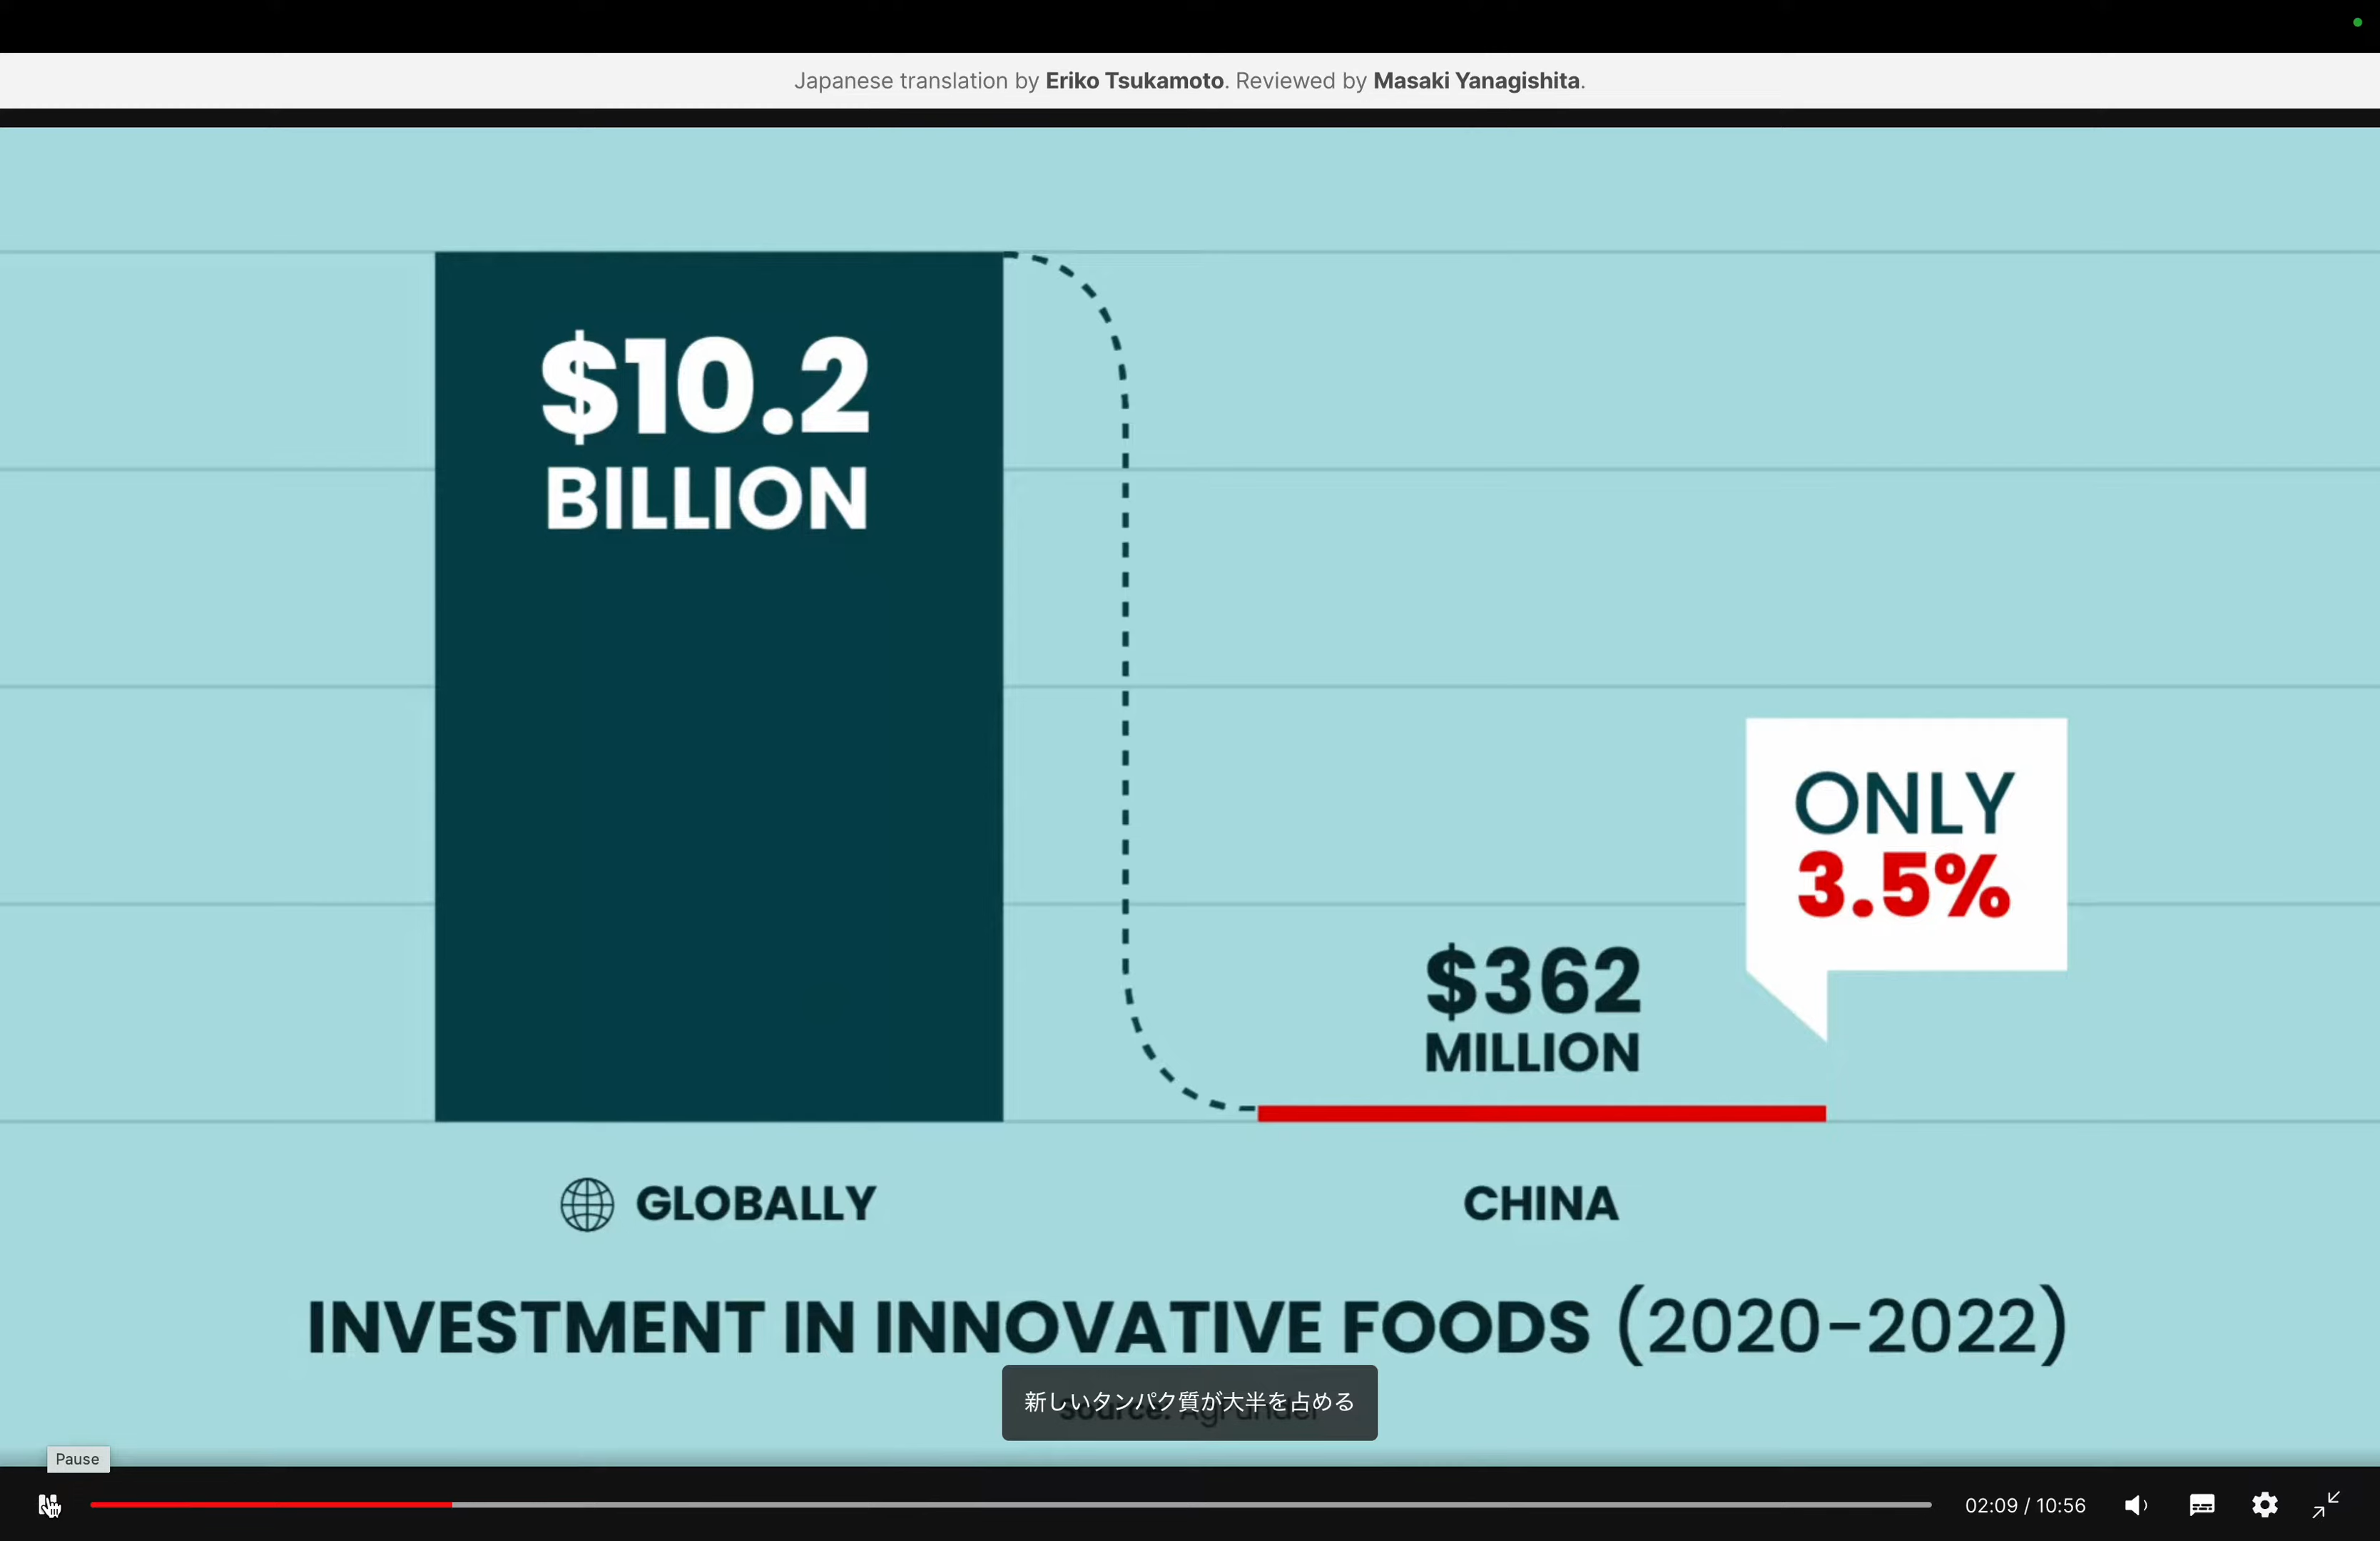 Japanese translation by Eriko Tsukamoto. Reviewed by Masaki Yanagishita.
$10.2
BILLION
ONLY
3.5%
$362
MILLION
GLOBALLY
CHINA
INVESTMENT IN INNOVATIVE FOODS (2020-2022)
新しいタンパク質が大半を占める
Source: AgFunder
Pause
02:09 / 10:56